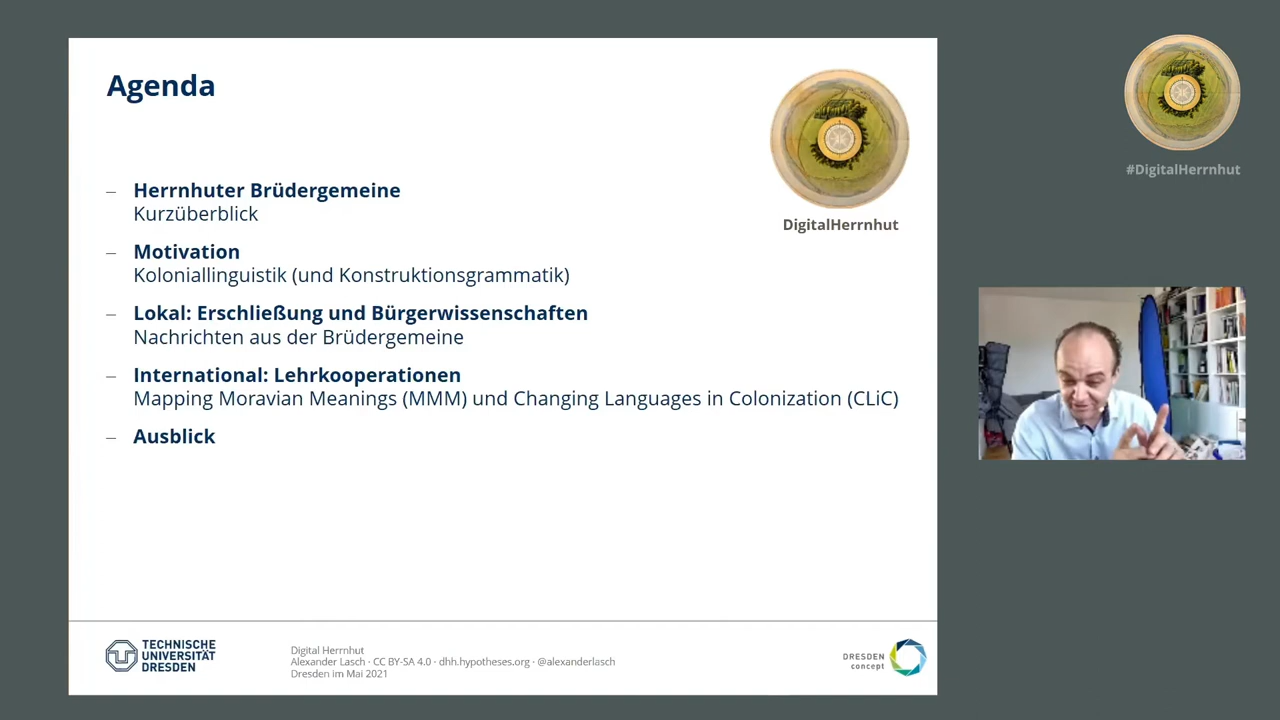 Agenda
– Herrnhuter Brüdergemeine
Kurzüberblick
– Motivation
Koloniallinguistik (und Konstruktionsgrammatik)
– Lokal: Erschließung und Bürgerwissenschaften
Nachrichten aus der Brüdergemeine
– International: Lehrkooperationen
Mapping Moravian Meanings (MMM) und Changing Languages in Colonization (CLiC)
– Ausblick
DigitalHerrnhut
#DigitalHerrnhut
TECHNISCHE
UNIVERSITÄT
DRESDEN
Digital Herrnhut
Alexander Lasch · CC BY-SA 4.0 · dhh.hypotheses.org · @alexanderlasch
Dresden im Mai 2021
DRESDEN
concept